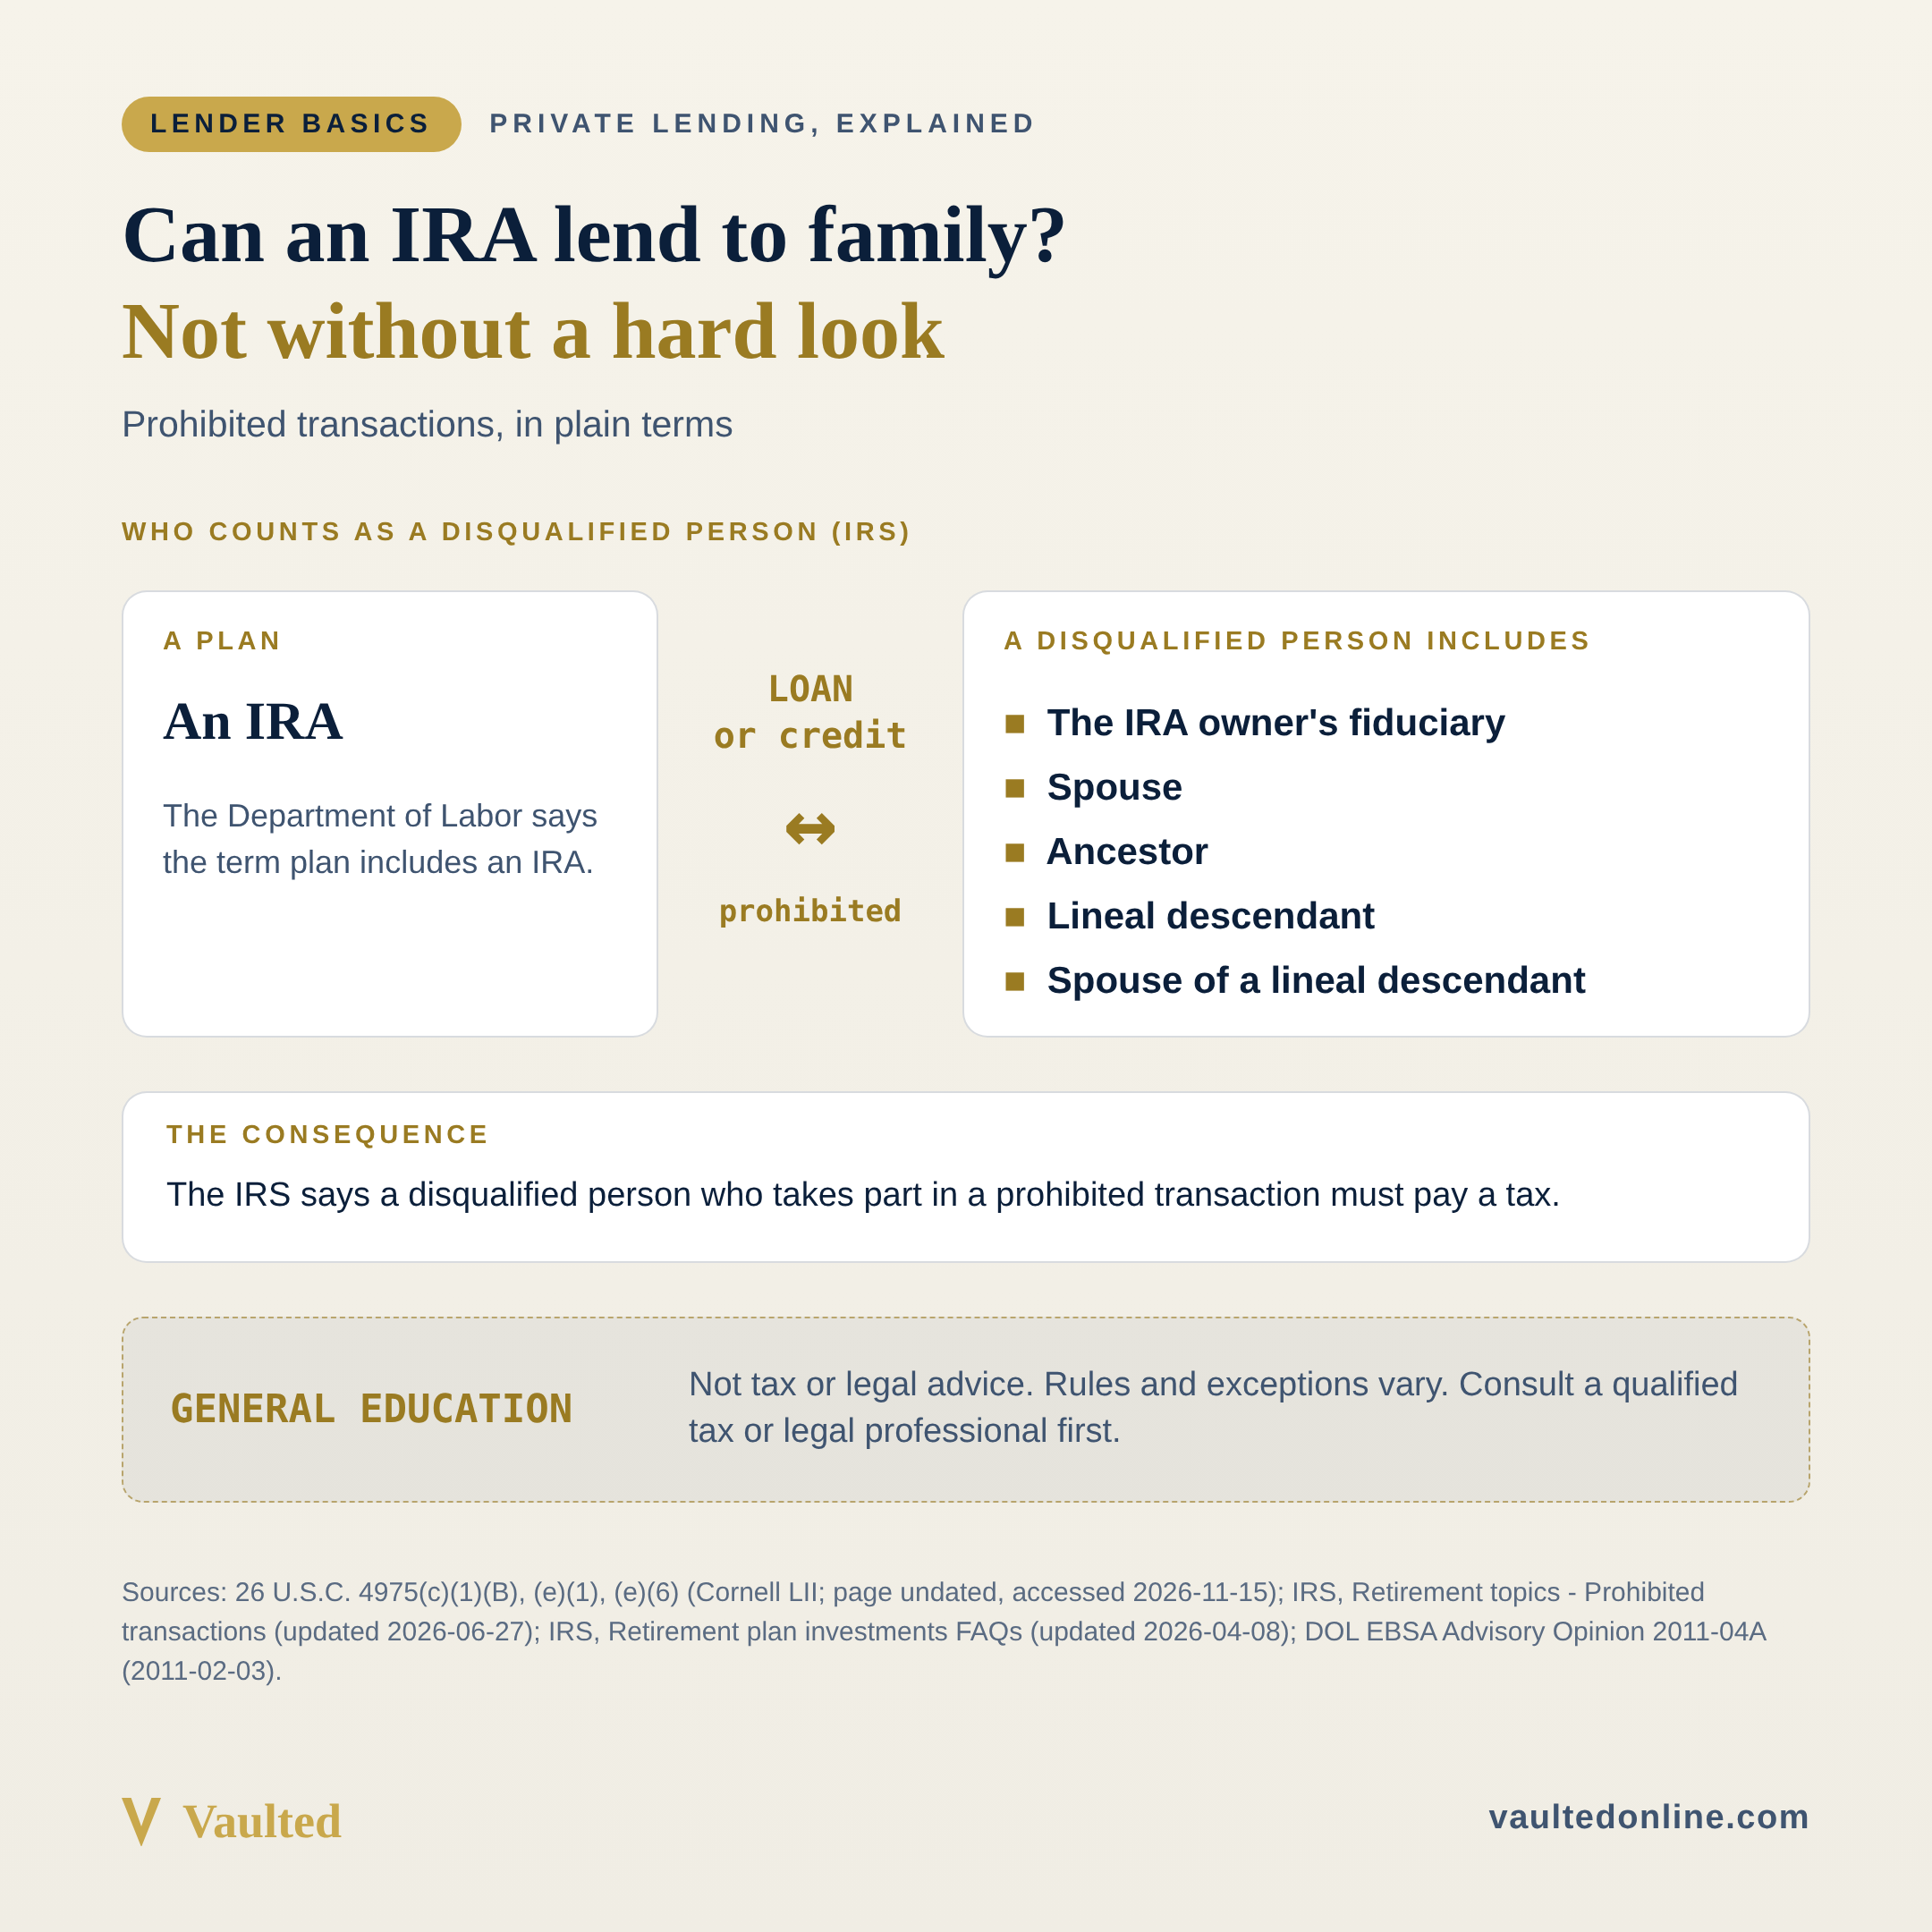 LENDER BASICS
PRIVATE LENDING, EXPLAINED
Can an IRA lend to family?
Not without a hard look
Prohibited transactions, in plain terms
WHO COUNTS AS A DISQUALIFIED PERSON (IRS)
A PLAN
An IRA
The Department of Labor says
the term plan includes an IRA.
LOAN
or credit
↔
prohibited
A DISQUALIFIED PERSON INCLUDES
■ The IRA owner's fiduciary
■ Spouse
■ Ancestor
■ Lineal descendant
■ Spouse of a lineal descendant
THE CONSEQUENCE
The IRS says a disqualified person who takes part in a prohibited transaction must pay a tax.
GENERAL EDUCATION
Not tax or legal advice. Rules and exceptions vary. Consult a qualified
tax or legal professional first.
Sources: 26 U.S.C. 4975(c)(1)(B), (e)(1), (e)(6) (Cornell LII; page undated, accessed 2026-11-15); IRS, Retirement topics - Prohibited
transactions (updated 2026-06-27); IRS, Retirement plan investments FAQs (updated 2026-04-08); DOL EBSA Advisory Opinion 2011-04A
(2011-02-03).
Vaulted
vaultedonline.com